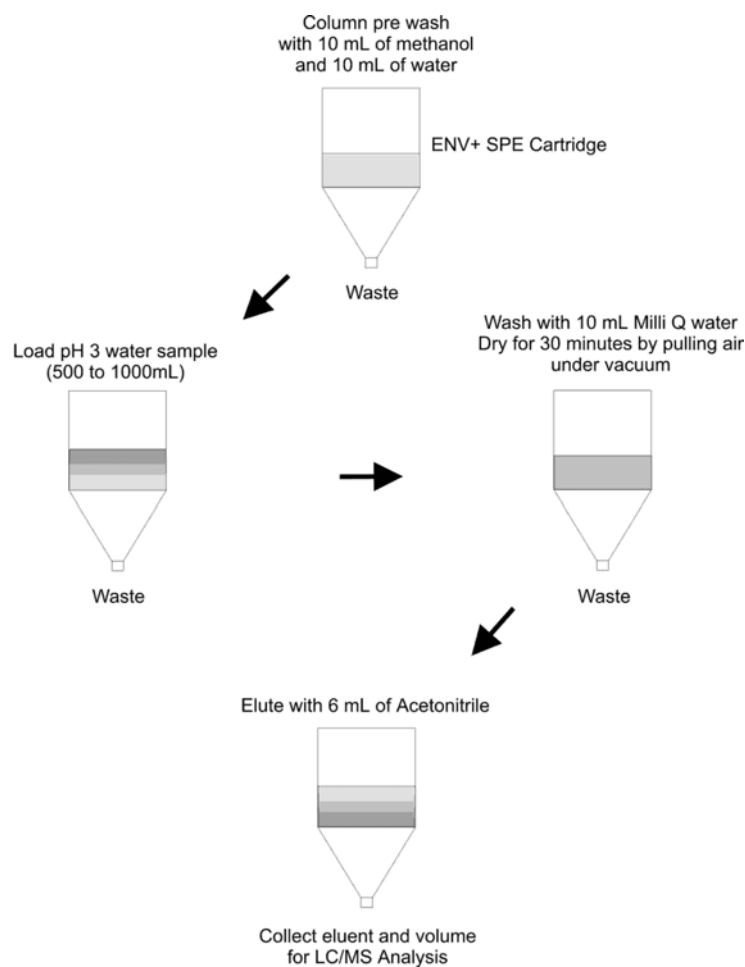 Column pre wash
with 10 mL of methanol
and 10 mL of water
ENV+ SPE Cartridge
Waste
Load pH 3 water sample
(500 to 1000mL)
Waste
Wash with 10 mL Milli Q water
Dry for 30 minutes by pulling air
under vacuum
Waste
Elute with 6 mL of Acetonitrile
Collect eluent and volume
for LC/MS Analysis